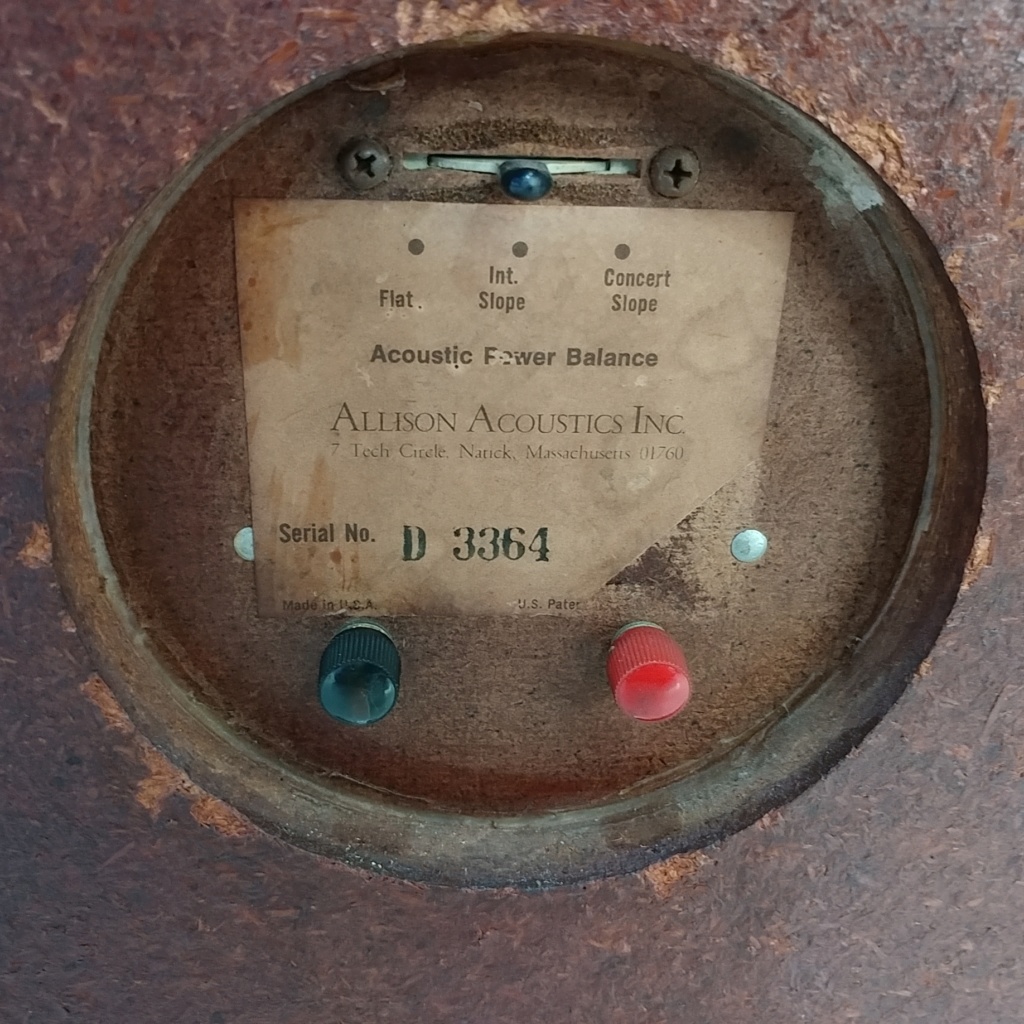 Flat. Int. Slope Concert Slope
Acoustic Power Balance
ALLISON ACOUSTICS INC.
7 Tech Circle, Natick, Massachusetts 01760
Serial No. D 3364
Made in U.S.A. U.S. Paten